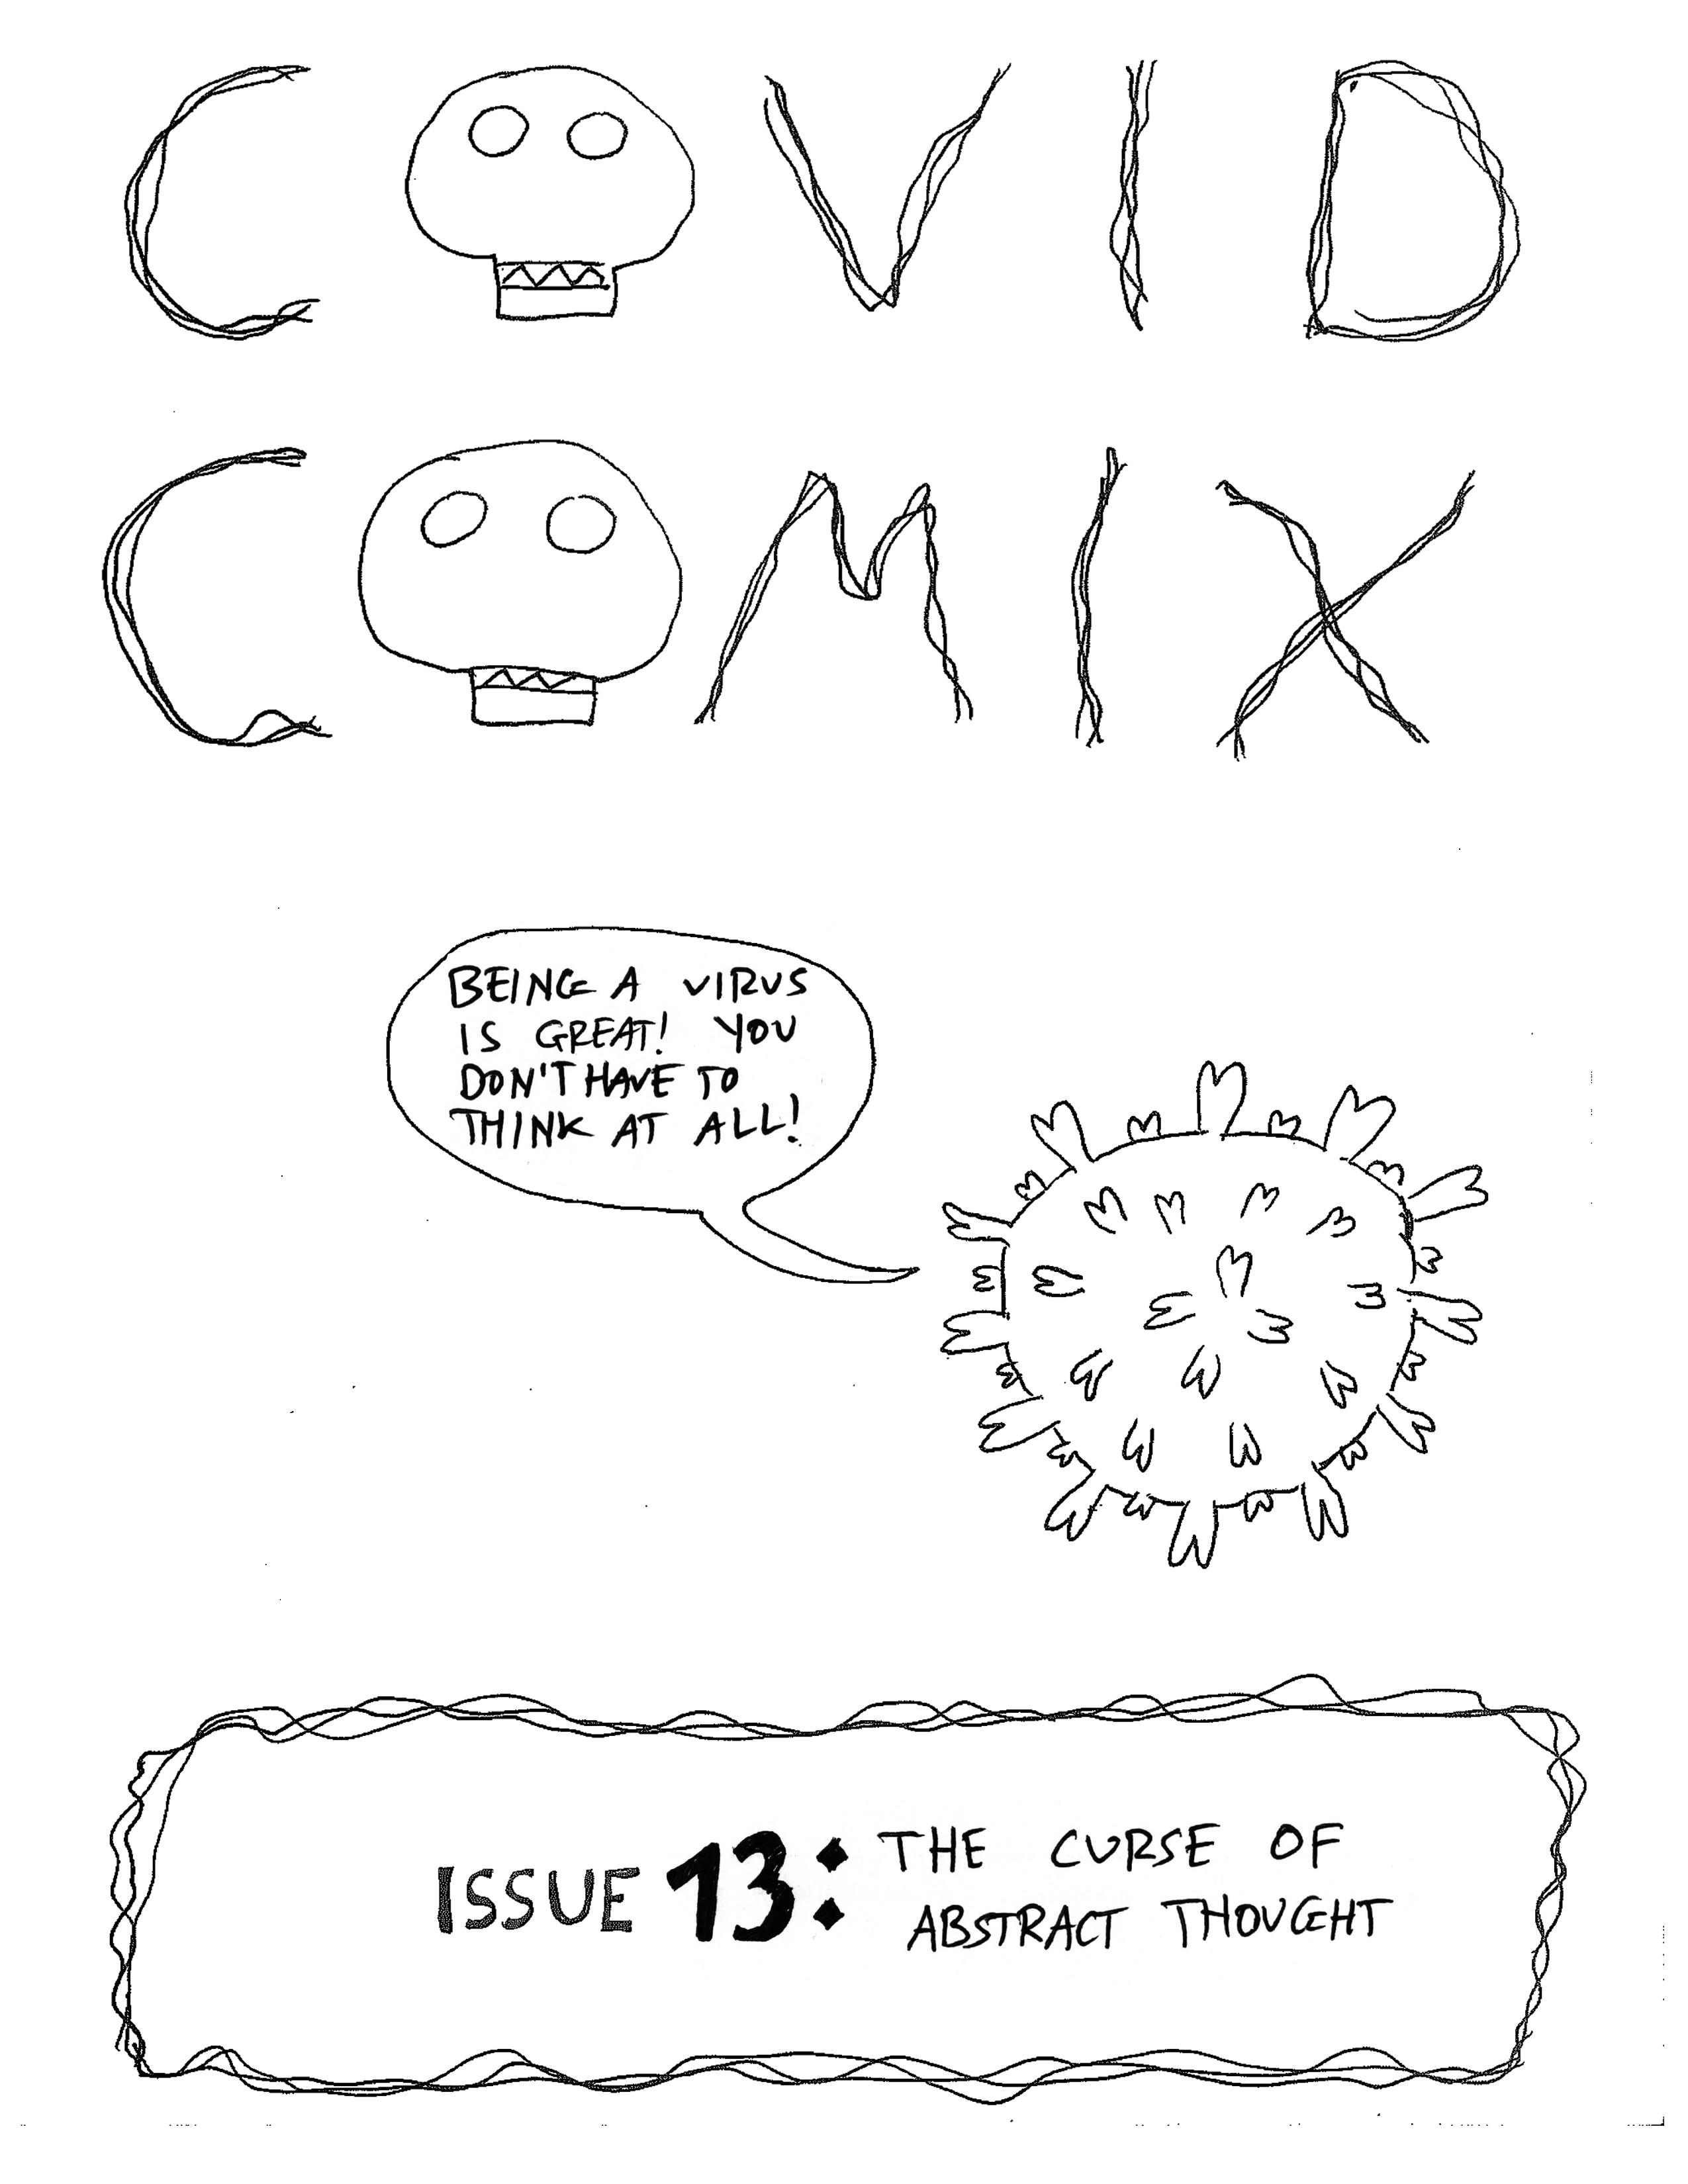 COVID
COMIX
BEING A VIRUS
IS GREAT! YOU
DON'T HAVE TO
THINK AT ALL!
ISSUE 13: THE CURSE OF
ABSTRACT THOUGHT